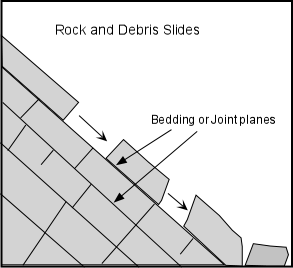 Rock and Debris Slides
Bedding or Joint planes